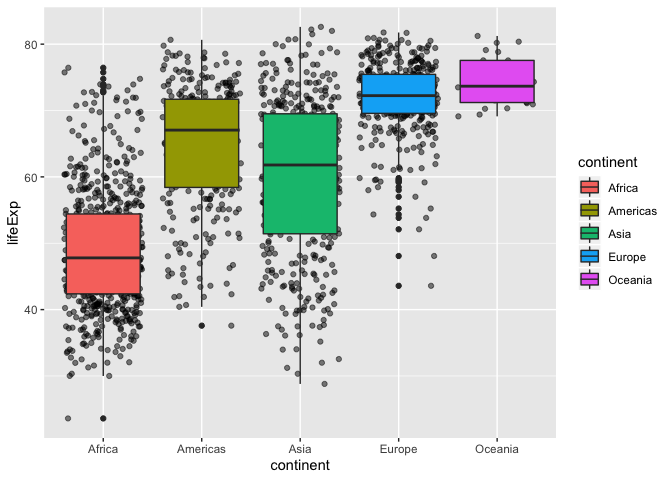 80
60
40
lifeExp
Africa
Americas
Asia
Europe
Oceania
continent
continent
Africa
Americas
Asia
Europe
Oceania